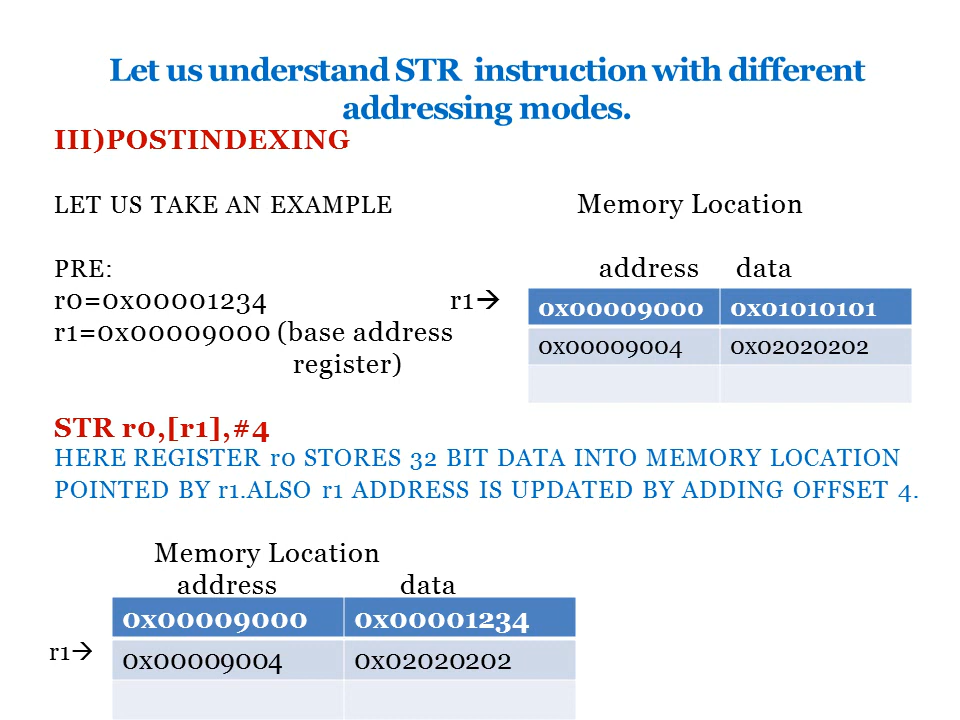 Let us understand STR instruction with different
addressing modes.
III)POSTINDEXING
LET US TAKE AN EXAMPLE Memory Location
PRE: address data
r0=0x00001234 r1→
0x00009000 0x01010101
r1=0x00009000 (base address
0x00009004 0x02020202
register)
STR r0,[r1],#4
HERE REGISTER r0 STORES 32 BIT DATA INTO MEMORY LOCATION
POINTED BY r1.ALSO r1 ADDRESS IS UPDATED BY ADDING OFFSET 4.
Memory Location
address data
0x00009000 0x00001234
r1→ 0x00009004 0x02020202